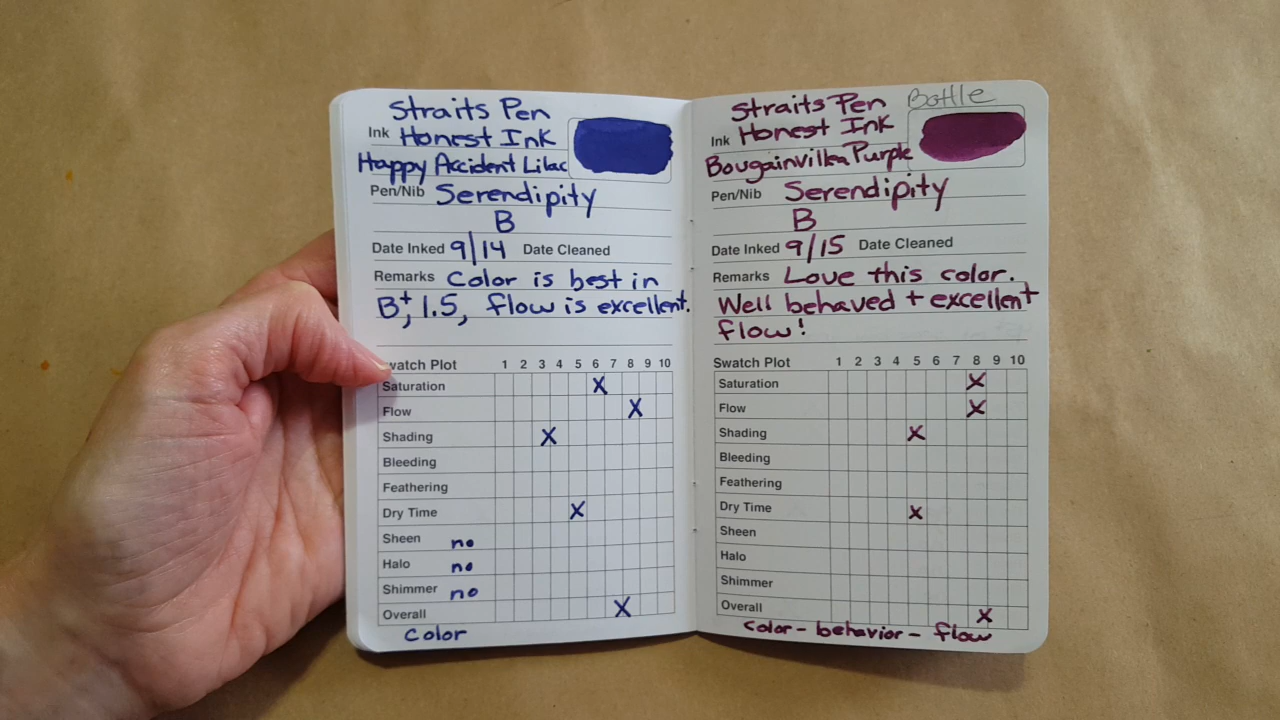 Straits Pen
Ink Honest Ink
Happy Accident Lilac
Pen/Nib Serendipity
B
Date Inked 9/14 Date Cleaned
Remarks Color is best in
B+, 1.5, flow is excellent.
Swatch Plot 1 2 3 4 5 6 7 8 9 10
Saturation X
Flow X
Shading X
Bleeding
Feathering
Dry Time X
Sheen no
Halo no
Shimmer no
Overall X
Color
Straits Pen Bottle
Ink Honest Ink
Bougainvillea Purple
Pen/Nib Serendipity
B
Date Inked 9/15 Date Cleaned
Remarks Love this color.
Well behaved + excellent
flow!
Swatch Plot 1 2 3 4 5 6 7 8 9 10
Saturation X
Flow X
Shading X
Bleeding
Feathering
Dry Time X
Sheen
Halo
Shimmer
Overall X
color - behavior - flow